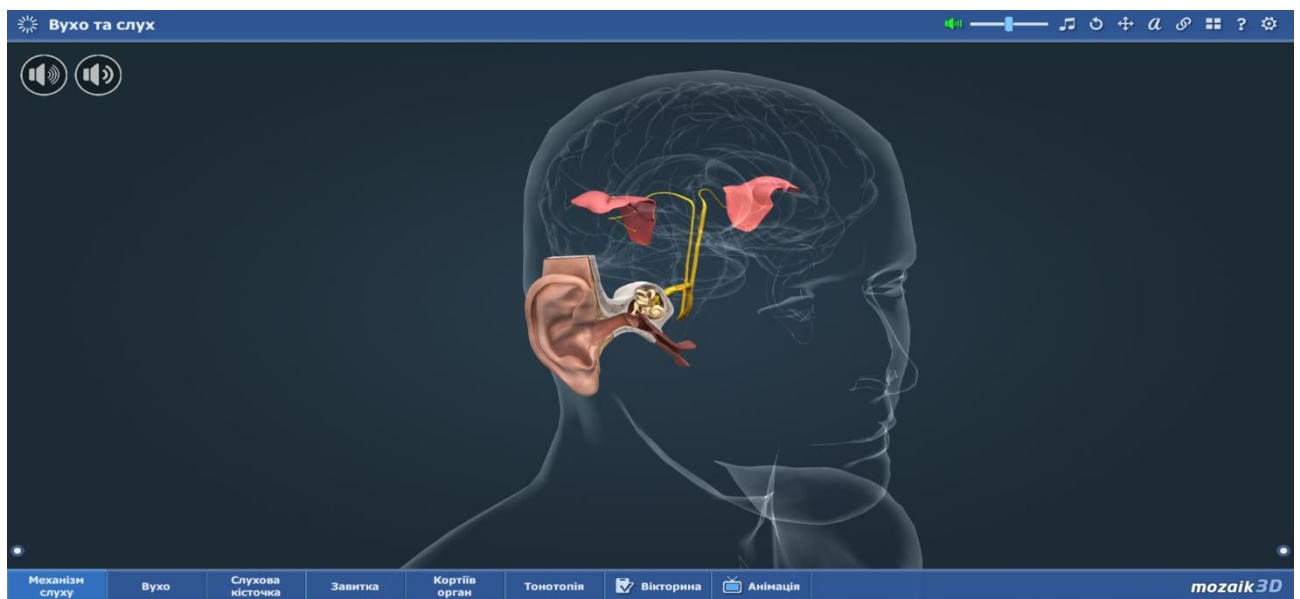 Вухо та слух
Механізм
слуху
Вухо
Слухова
кісточка
Завитка
Кортіїв
орган
Тонотопія
Вікторина
Анімація
mozaik3D